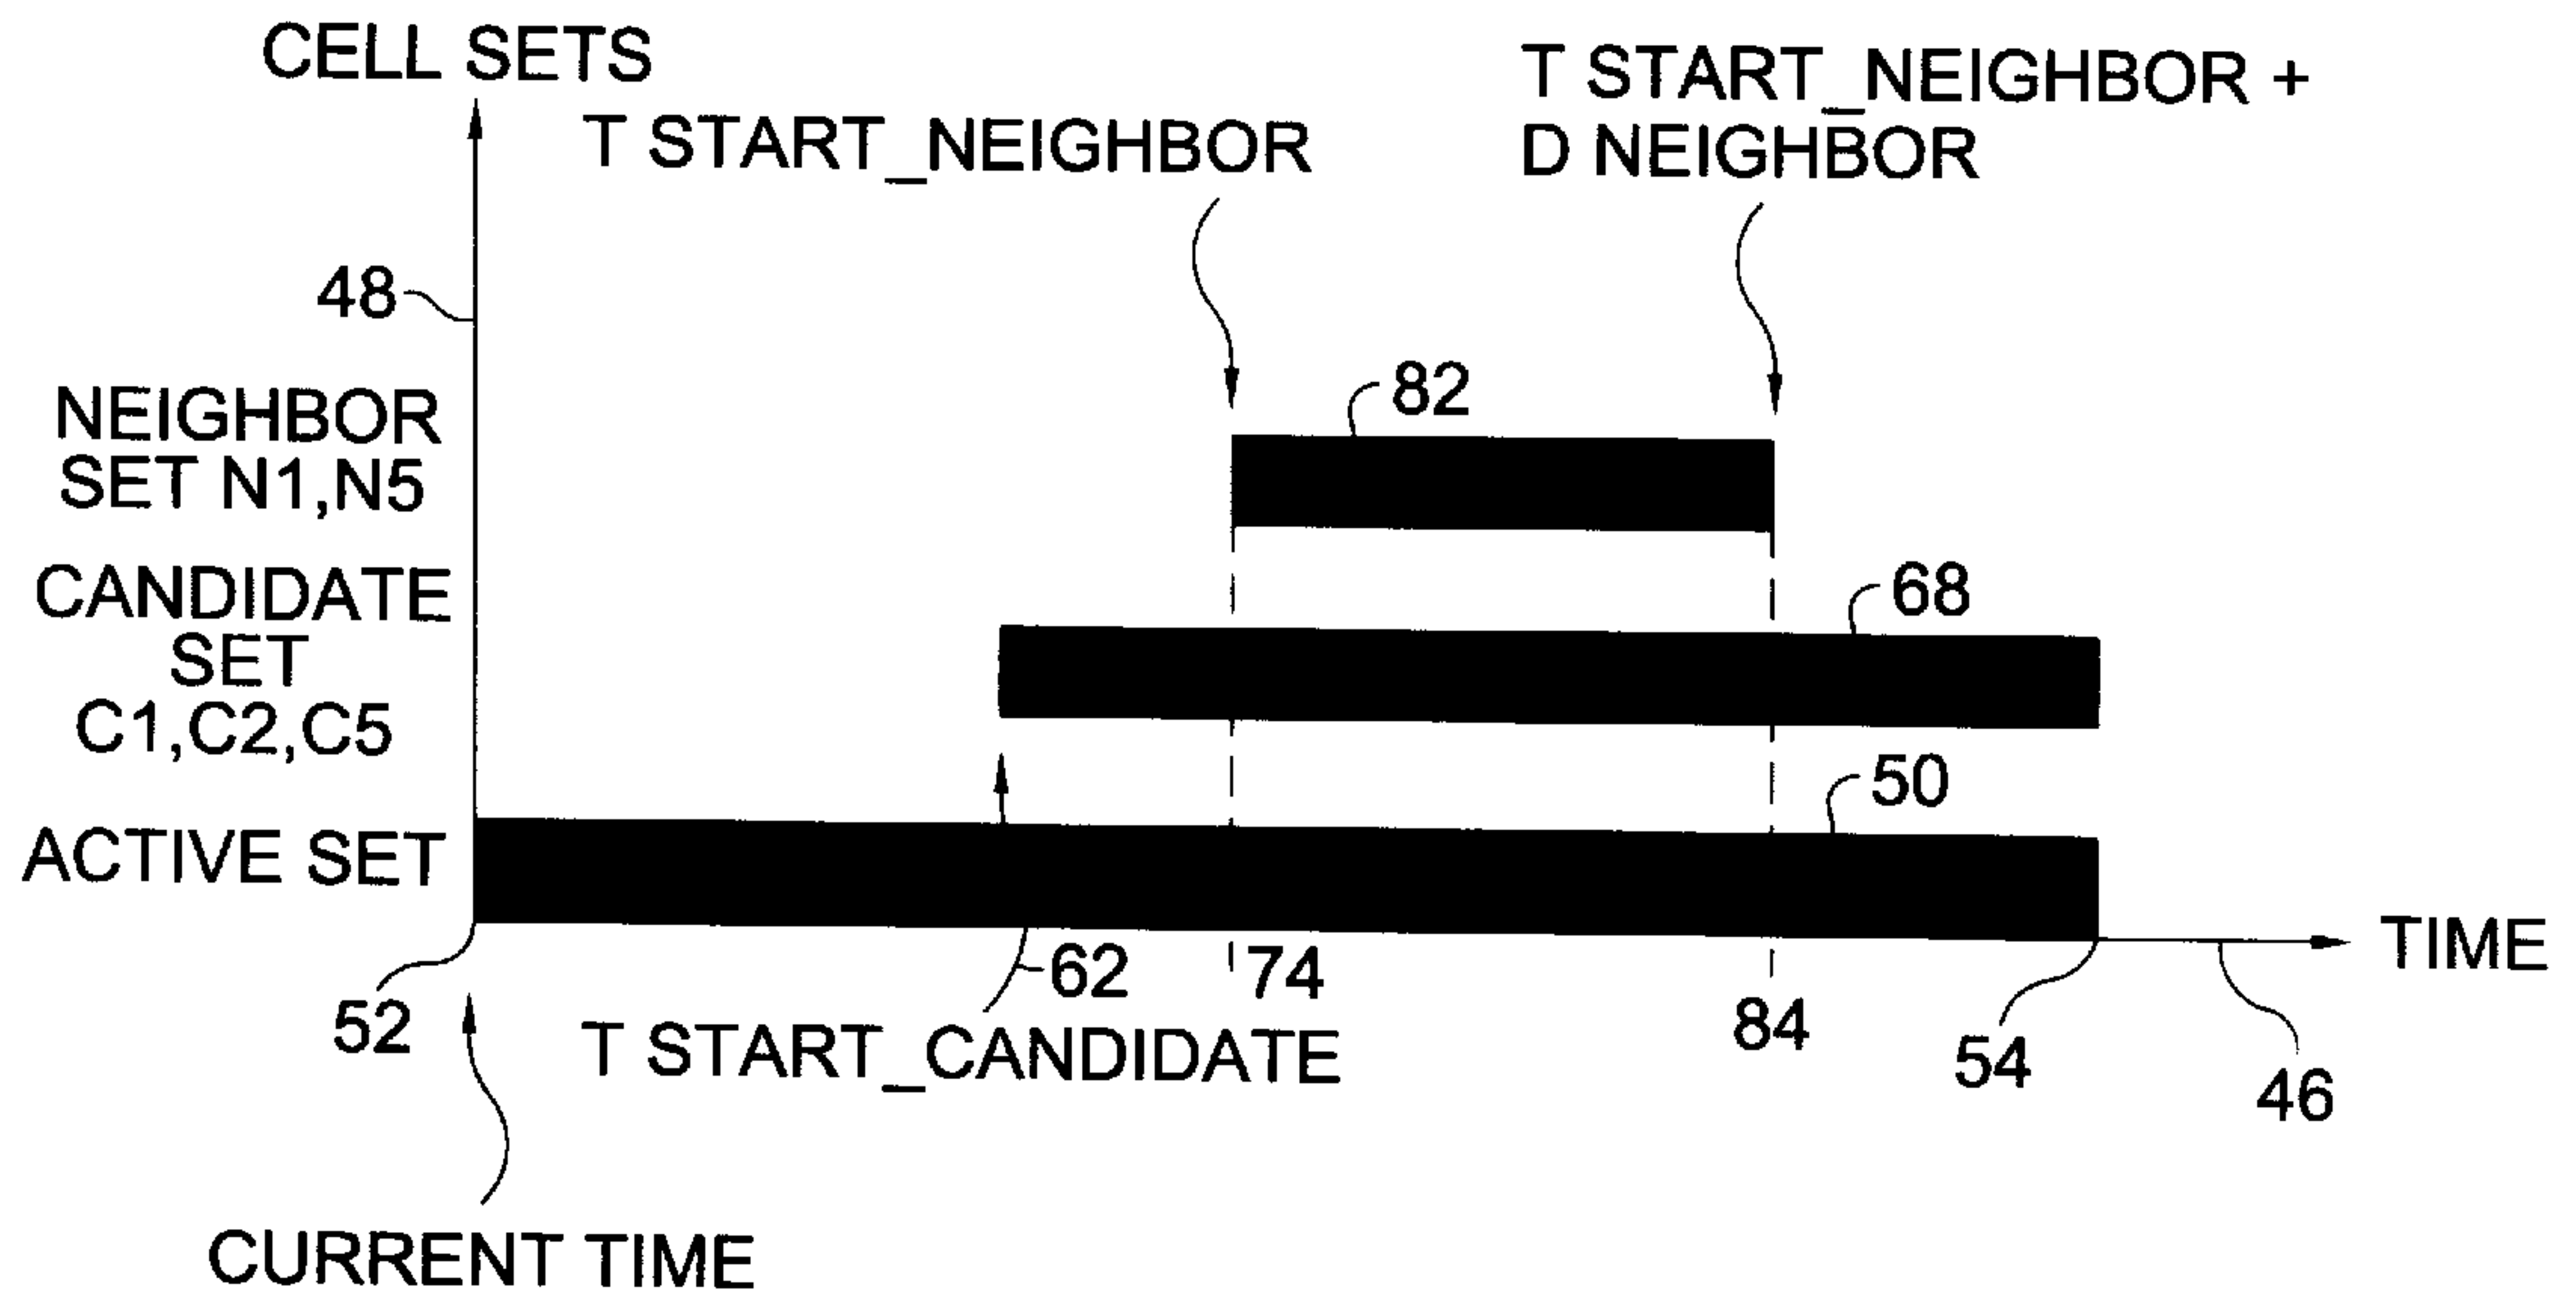 CELL SETS
T START_NEIGHBOR +
D NEIGHBOR
T START_NEIGHBOR
48
82
NEIGHBOR
SET N1,N5
CANDIDATE
SET
C1,C2,C5
68
50
ACTIVE SET
TIME
62
74
52
84
54
46
T START_CANDIDATE
CURRENT TIME